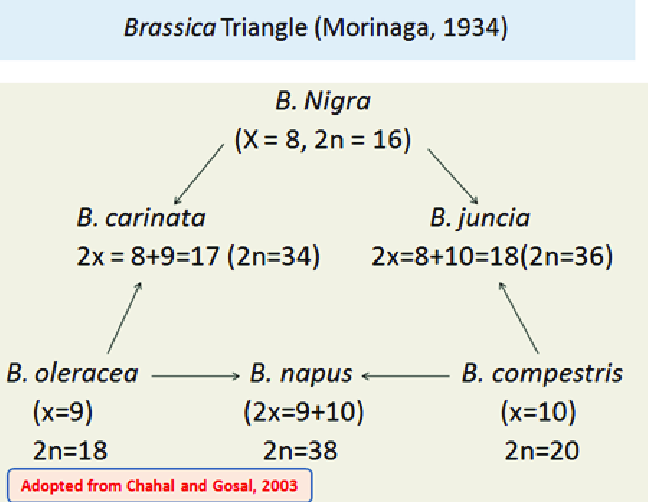 Brassica Triangle (Morinaga, 1934)
B. Nigra
(X = 8, 2n = 16)
B. carinata
2x = 8+9=17 (2n=34)
B. juncia
2x=8+10=18(2n=36)
B. oleracea
(x=9)
2n=18
B. napus
(2x=9+10)
2n=38
B. compestris
(x=10)
2n=20
Adopted from Chahal and Gosal, 2003